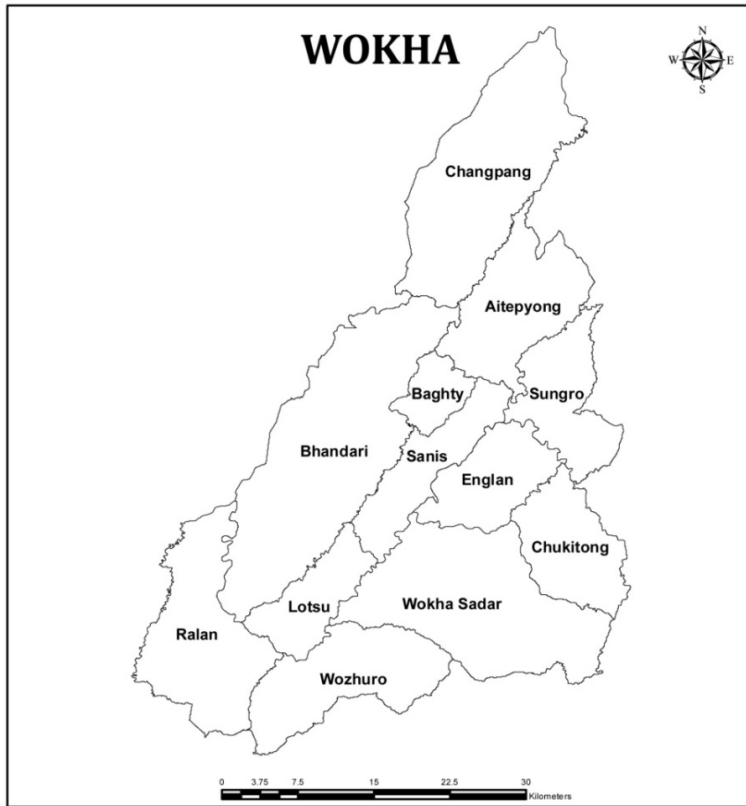 WOKHA
N
W E
S
Changpang
Aitepyong
Baghty
Sungro
Bhandari
Sanis
Englan
Chukitong
Lotsu
Wokha Sadar
Ralan
Wozhuro
0 3.75 7.5 15 22.5 30
Kilometers